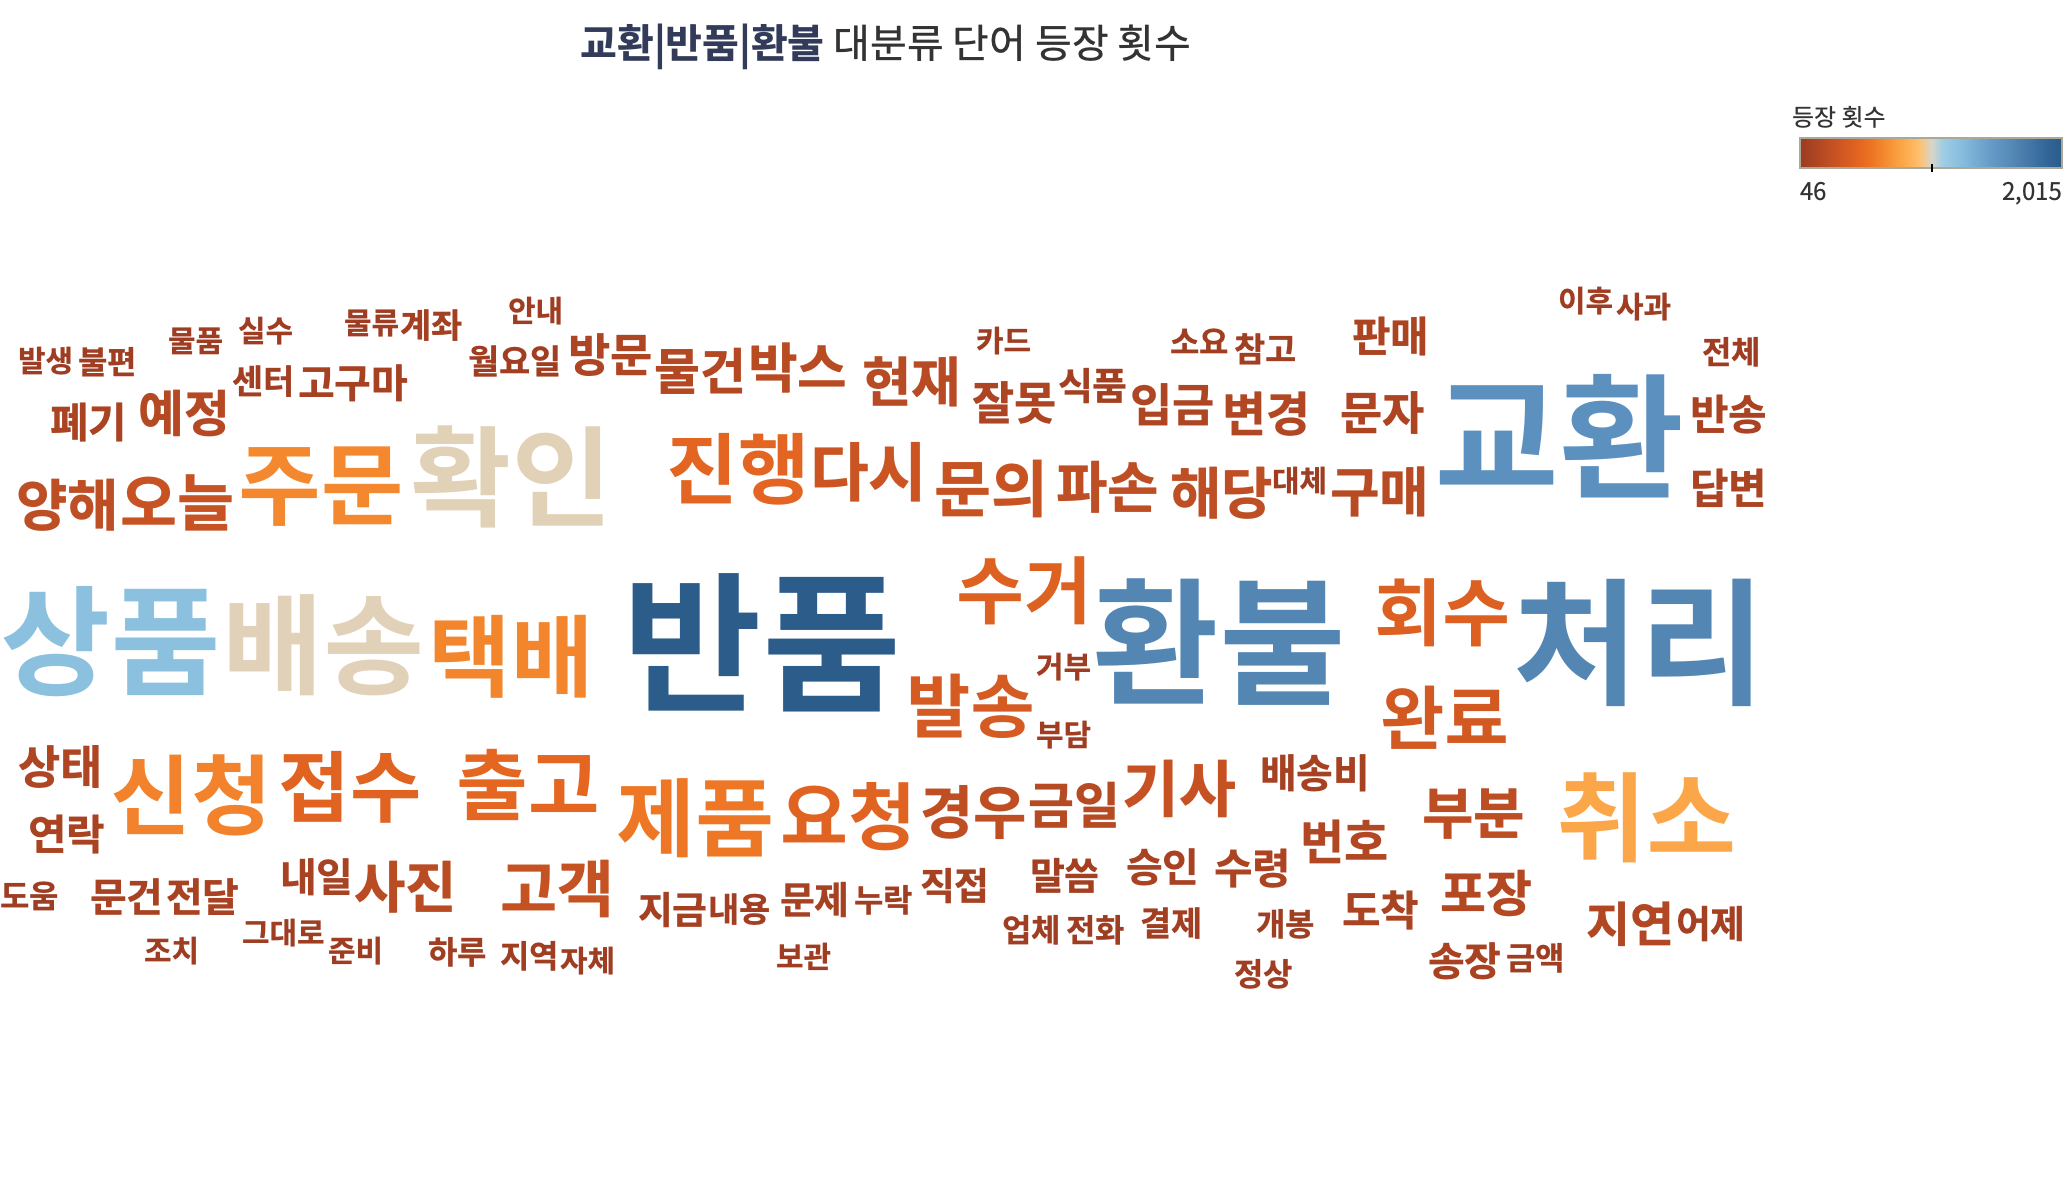 교환|반품|환불 대분류 단어 등장 횟수
등장 횟수
46 2,015
이후 사과
안내
물품 실수 물류 계좌 카드 소요 참고 판매
발생 불편 센터 고구마 월요일 방문 물건 박스 현재 잘못 식품 입금 변경 문자 교환 전체
폐기 예정 반송
양해 오늘 주문 확인 진행 다시 문의 파손 해당 대체 구매 답변
상품 배송 택배 반품 수거 환불 회수 처리
거부
발송 완료
부담
상태 신청 접수 출고 제품 요청 경우 금일 기사 배송비 부분 취소
연락 번호
내일 사진 고객 말씀 승인 수령
도움 문건 전달 지금 내용 문제 누락 직접 도착 포장
그대로 업체 전화 결제 개봉 지연 어제
조치 준비 하루 지역 자체 보관 송장 금액
정상